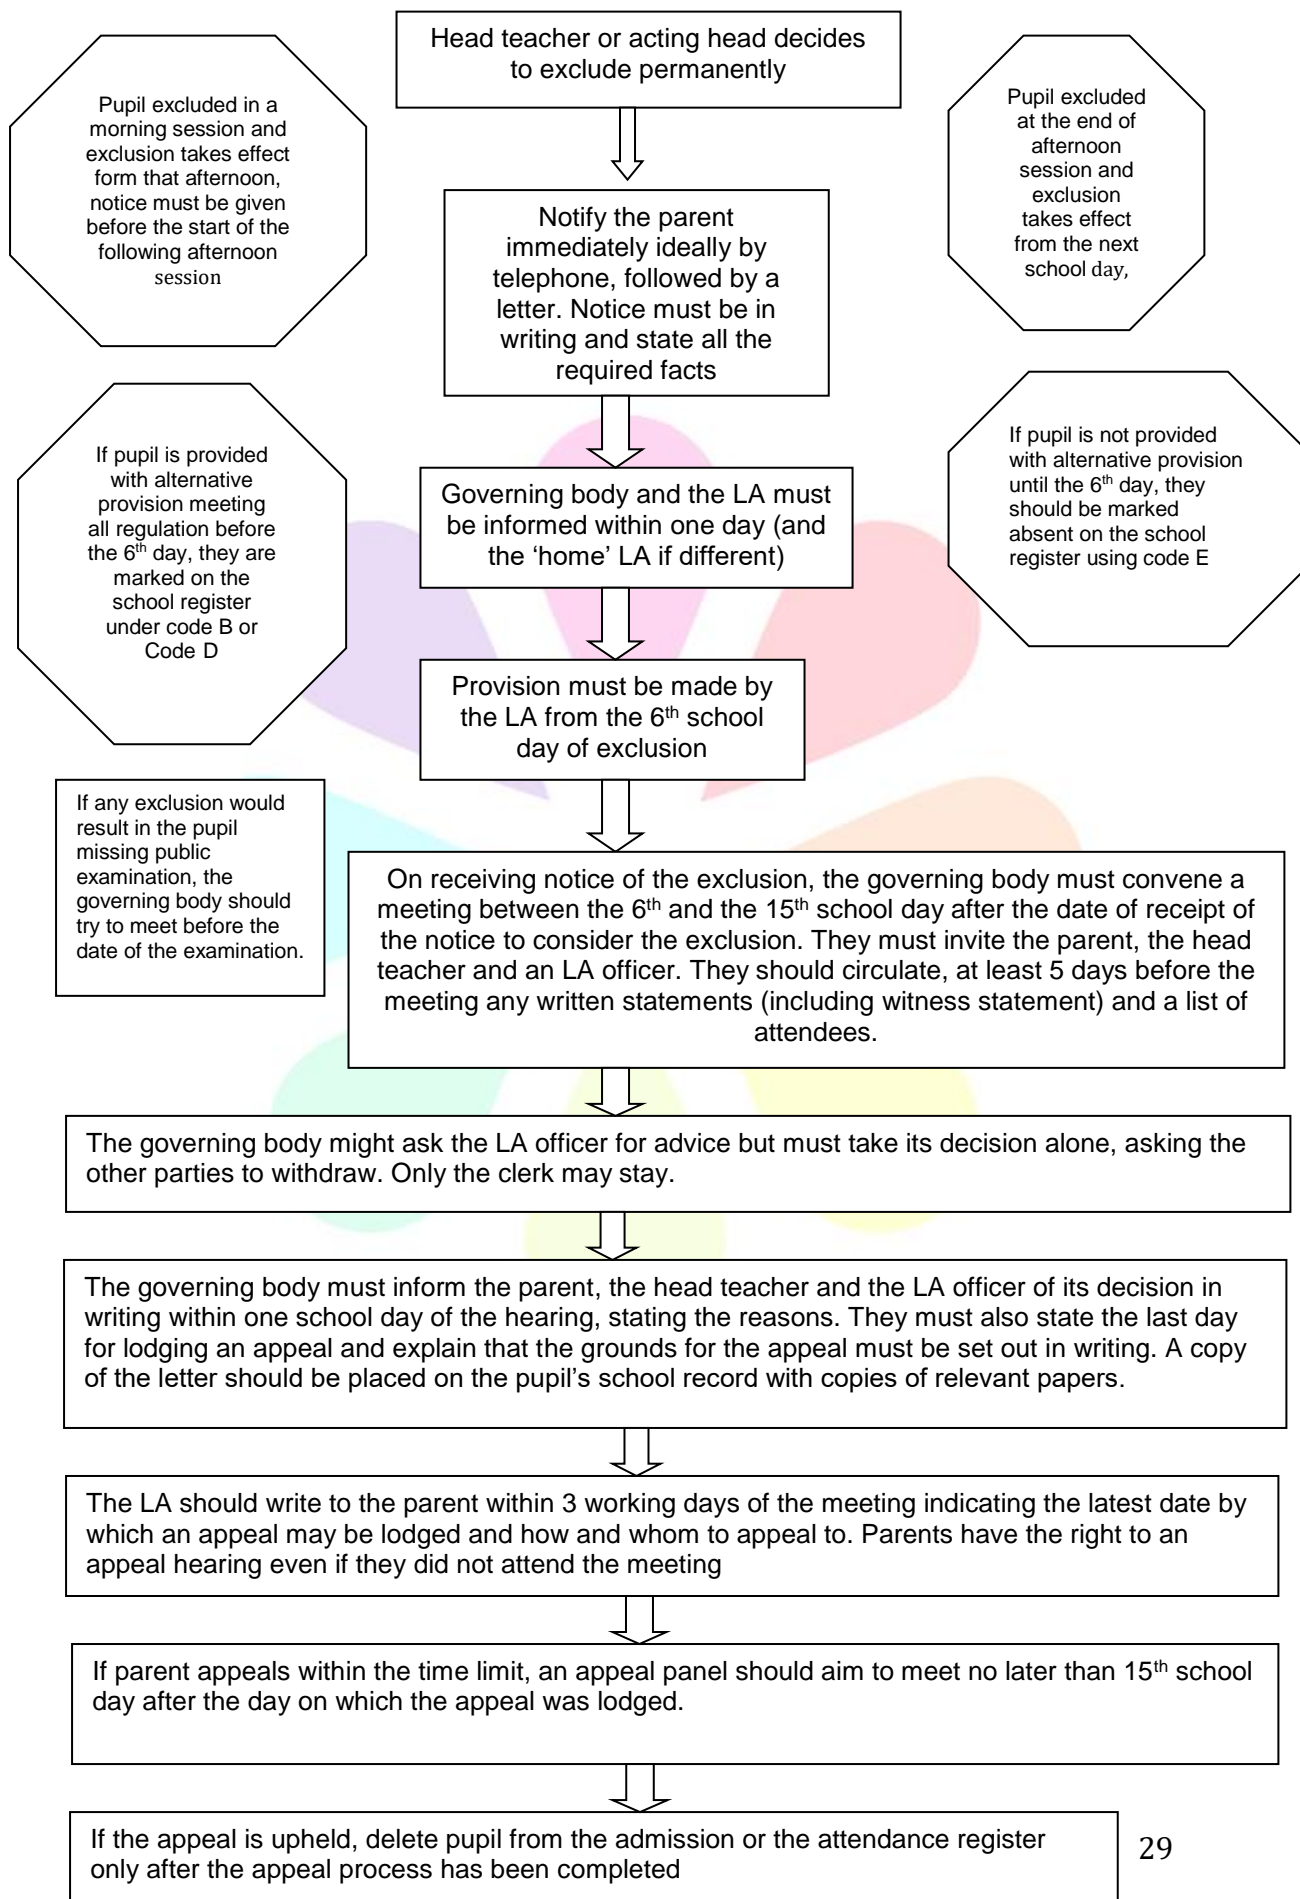 Head teacher or acting head decides
to exclude permanently
Pupil excluded in a
morning session and
exclusion takes effect
form that afternoon,
notice must be given
before the start of the
following afternoon
session
Pupil excluded
at the end of
afternoon
session and
exclusion
takes effect
from the next
school day,
Notify the parent
immediately ideally by
telephone, followed by a
letter. Notice must be in
writing and state all the
required facts
If pupil is provided
with alternative
provision meeting
all regulation before
the 6th day, they are
marked on the
school register
under code B or
Code D
If pupil is not provided
with alternative provision
until the 6th day, they
should be marked
absent on the school
register using code E
Governing body and the LA must
be informed within one day (and
the ‘home’ LA if different)
Provision must be made by
the LA from the 6th school
day of exclusion
If any exclusion would
result in the pupil
missing public
examination, the
governing body should
try to meet before the
date of the examination.
On receiving notice of the exclusion, the governing body must convene a
meeting between the 6th and the 15th school day after the date of receipt of
the notice to consider the exclusion. They must invite the parent, the head
teacher and an LA officer. They should circulate, at least 5 days before the
meeting any written statements (including witness statement) and a list of
attendees.
The governing body might ask the LA officer for advice but must take its decision alone, asking the
other parties to withdraw. Only the clerk may stay.
The governing body must inform the parent, the head teacher and the LA officer of its decision in
writing within one school day of the hearing, stating the reasons. They must also state the last day
for lodging an appeal and explain that the grounds for the appeal must be set out in writing. A copy
of the letter should be placed on the pupil’s school record with copies of relevant papers.
The LA should write to the parent within 3 working days of the meeting indicating the latest date by
which an appeal may be lodged and how and whom to appeal to. Parents have the right to an
appeal hearing even if they did not attend the meeting
If parent appeals within the time limit, an appeal panel should aim to meet no later than 15th school
day after the day on which the appeal was lodged.
If the appeal is upheld, delete pupil from the admission or the attendance register
only after the appeal process has been completed
29